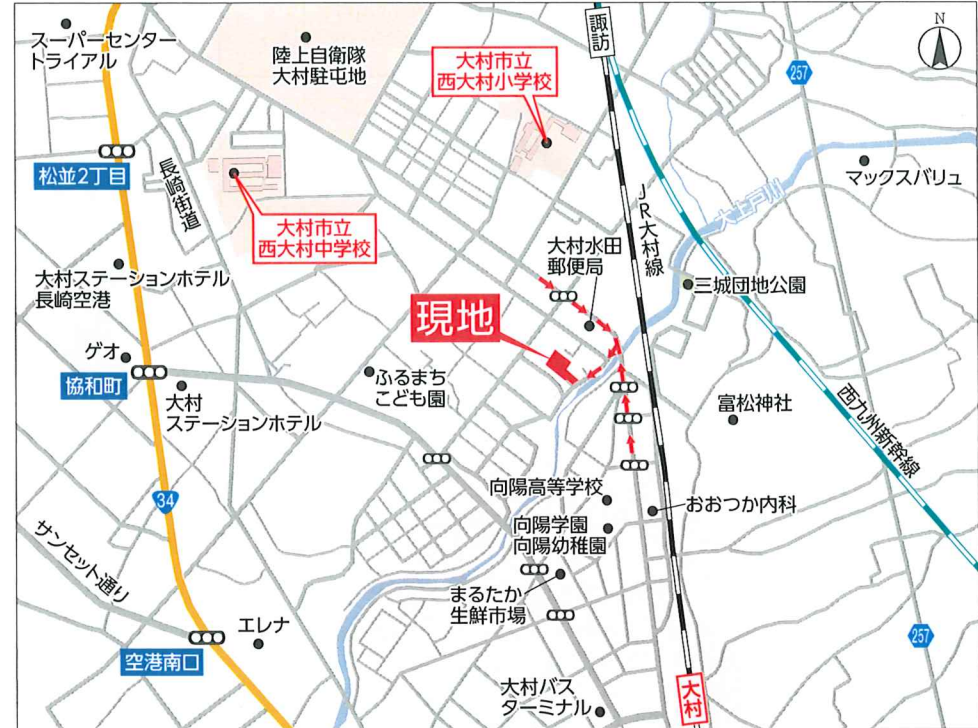 スーパーセンター
トライアル
陸上自衛隊
大村駐屯地
大村市立
西大村小学校
諏訪
257
N
松並2丁目
長崎街道
大村市立
西大村中学校
JR大村線
大上戸川
マックスバリュ
大村水田
郵便局
三城団地公園
大村ステーションホテル
長崎空港
現地
ゲオ
協和町
大村
ステーションホテル
ふるまち
こども園
富松神社
西九州新幹線
34
向陽高等学校
おおつか内科
向陽学園
向陽幼稚園
サンセット通り
まるたか
生鮮市場
エレナ
空港南口
257
大村バス
ターミナル
大村